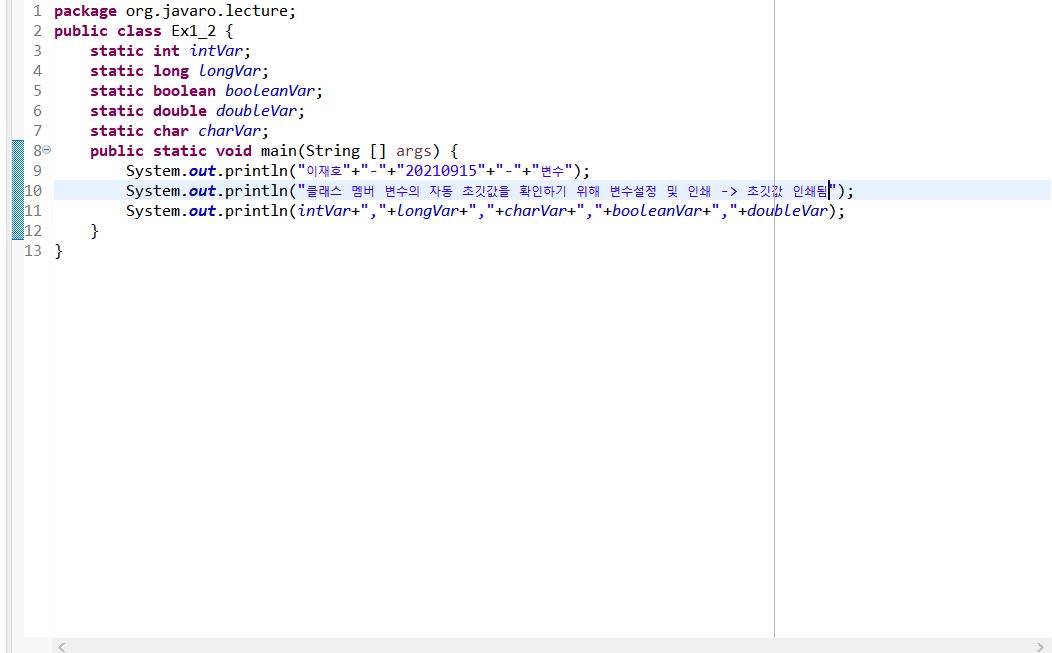 1 package org.javaro.lecture;
2 public class Ex1_2 {
3     static int intVar;
4     static long longVar;
5     static boolean booleanVar;
6     static double doubleVar;
7     static char charVar;
8     public static void main(String [] args) {
9         System.out.println("이재호"+"-"+"20210915"+"-"+"변수");
10         System.out.println("클래스 멤버 변수의 자동 초깃값을 확인하기 위해 변수설정 및 인쇄 -> 초깃값 인쇄됨");
11         System.out.println(intVar+","+longVar+","+charVar+","+booleanVar+","+doubleVar);
12     }
13 }